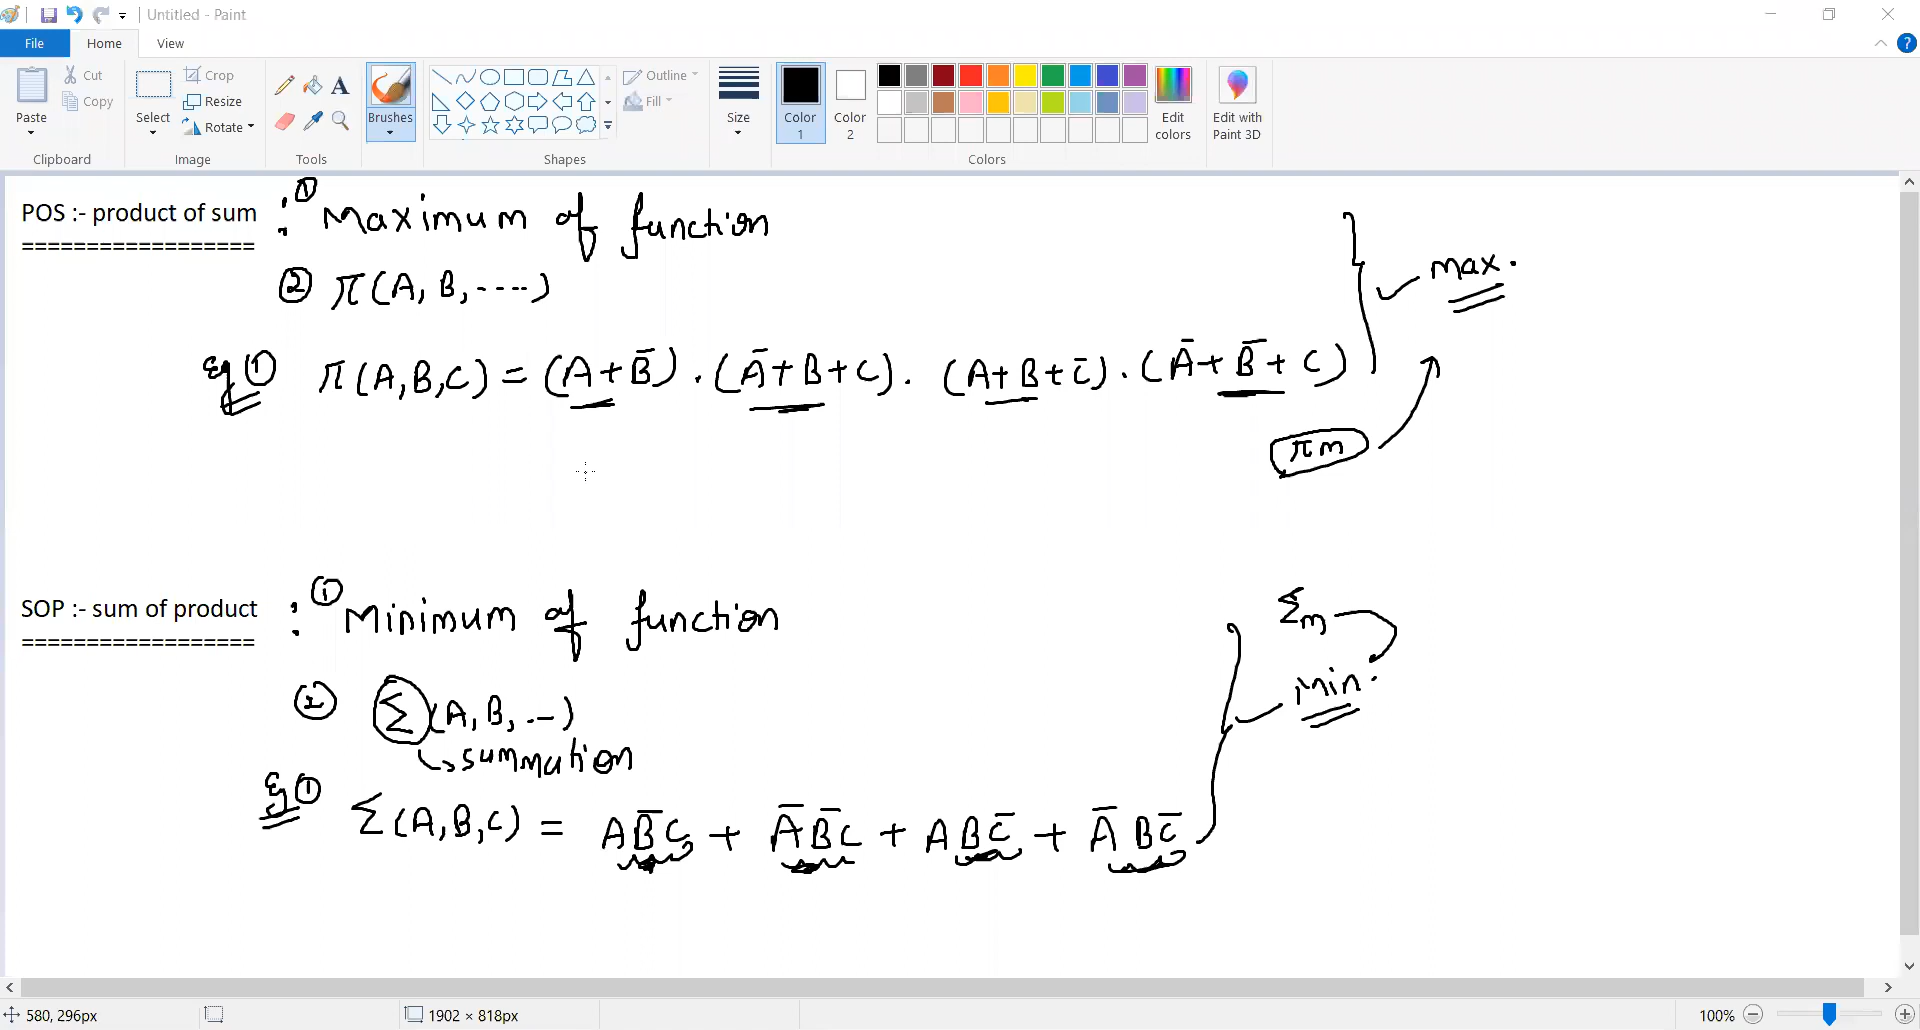 Untitled - Paint
File Home View
Cut
Copy
Paste
Clipboard
Select
Crop
Resize
Rotate
Image
Tools
Brushes
Outline
Fill
Shapes
Size
Color 1
Color 2
Edit colors
Colors
Edit with Paint 3D
POS :- product of sum : ① Maximum of function
==================
② π(A, B, ....)
Eg ① π(A,B,C) = (A+B̄) . (Ā+B+C) . (A+B+C̄) . (Ā+B̄+C)
max.
πm
SOP :- sum of product : ① Minimum of function
==================
② Σ(A, B, ..-)
↳summation
Eg ① Σ(A,B,C) = AB̄C + ĀB̄C + ABC̄ + ĀBC̄
Σm
Min.
580, 296px
1902 × 818px
100%